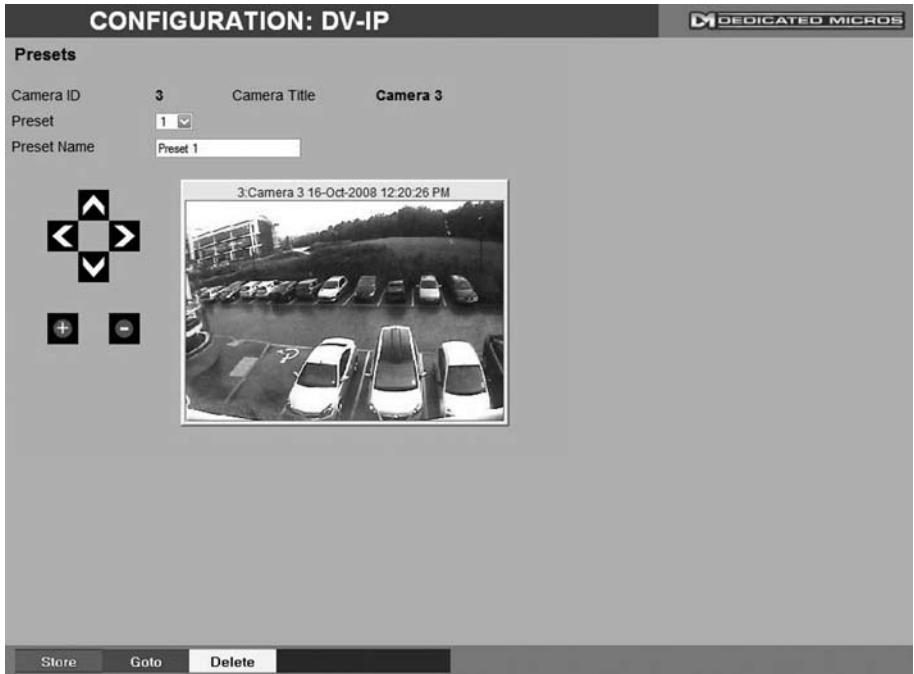 CONFIGURATION: DV-IP
DEDICATED MICROS
Presets
Camera ID 3 Camera Title Camera 3
Preset 1
Preset Name Preset 1
3:Camera 3 16-Oct-2008 12:20:26 PM
Store Goto Delete